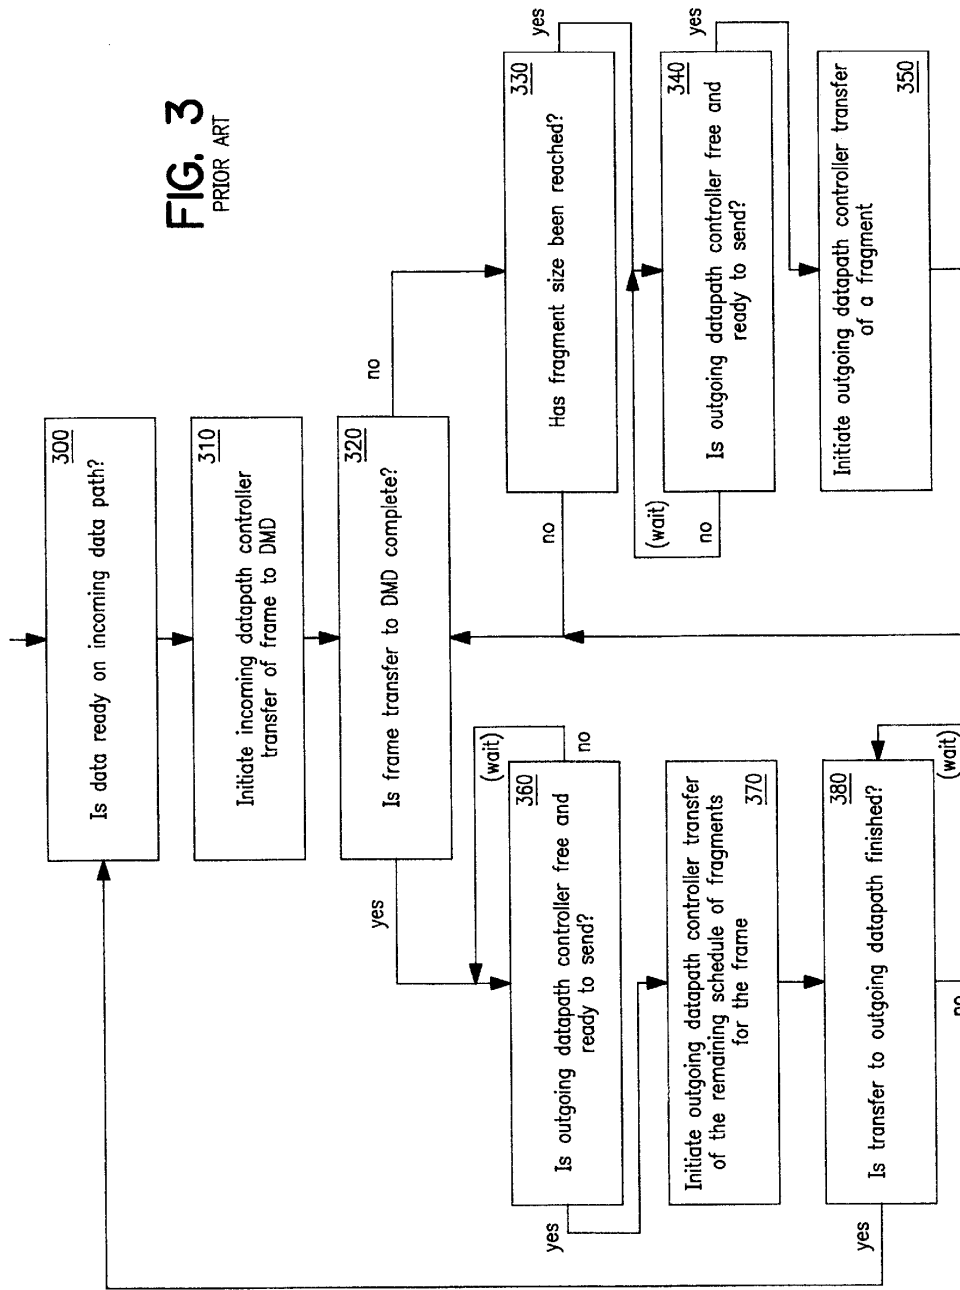 FIG. 3
PRIOR ART
300
Is data ready on incoming data path?
310
Initiate incoming datapath controller
transfer of frame to DMD
320
Is frame transfer to DMD complete?
yes
no
360
Is outgoing datapath controller free and
ready to send?
(wait)
no
yes
370
Initiate outgoing datapath controller transfer
of the remaining schedule of fragments
for the frame
380
Is transfer to outgoing datapath finished?
(wait)
no
yes
330
Has fragment size been reached?
no
yes
340
Is outgoing datapath controller free and
ready to send?
(wait)
no
yes
350
Initiate outgoing datapath controller transfer
of a fragment